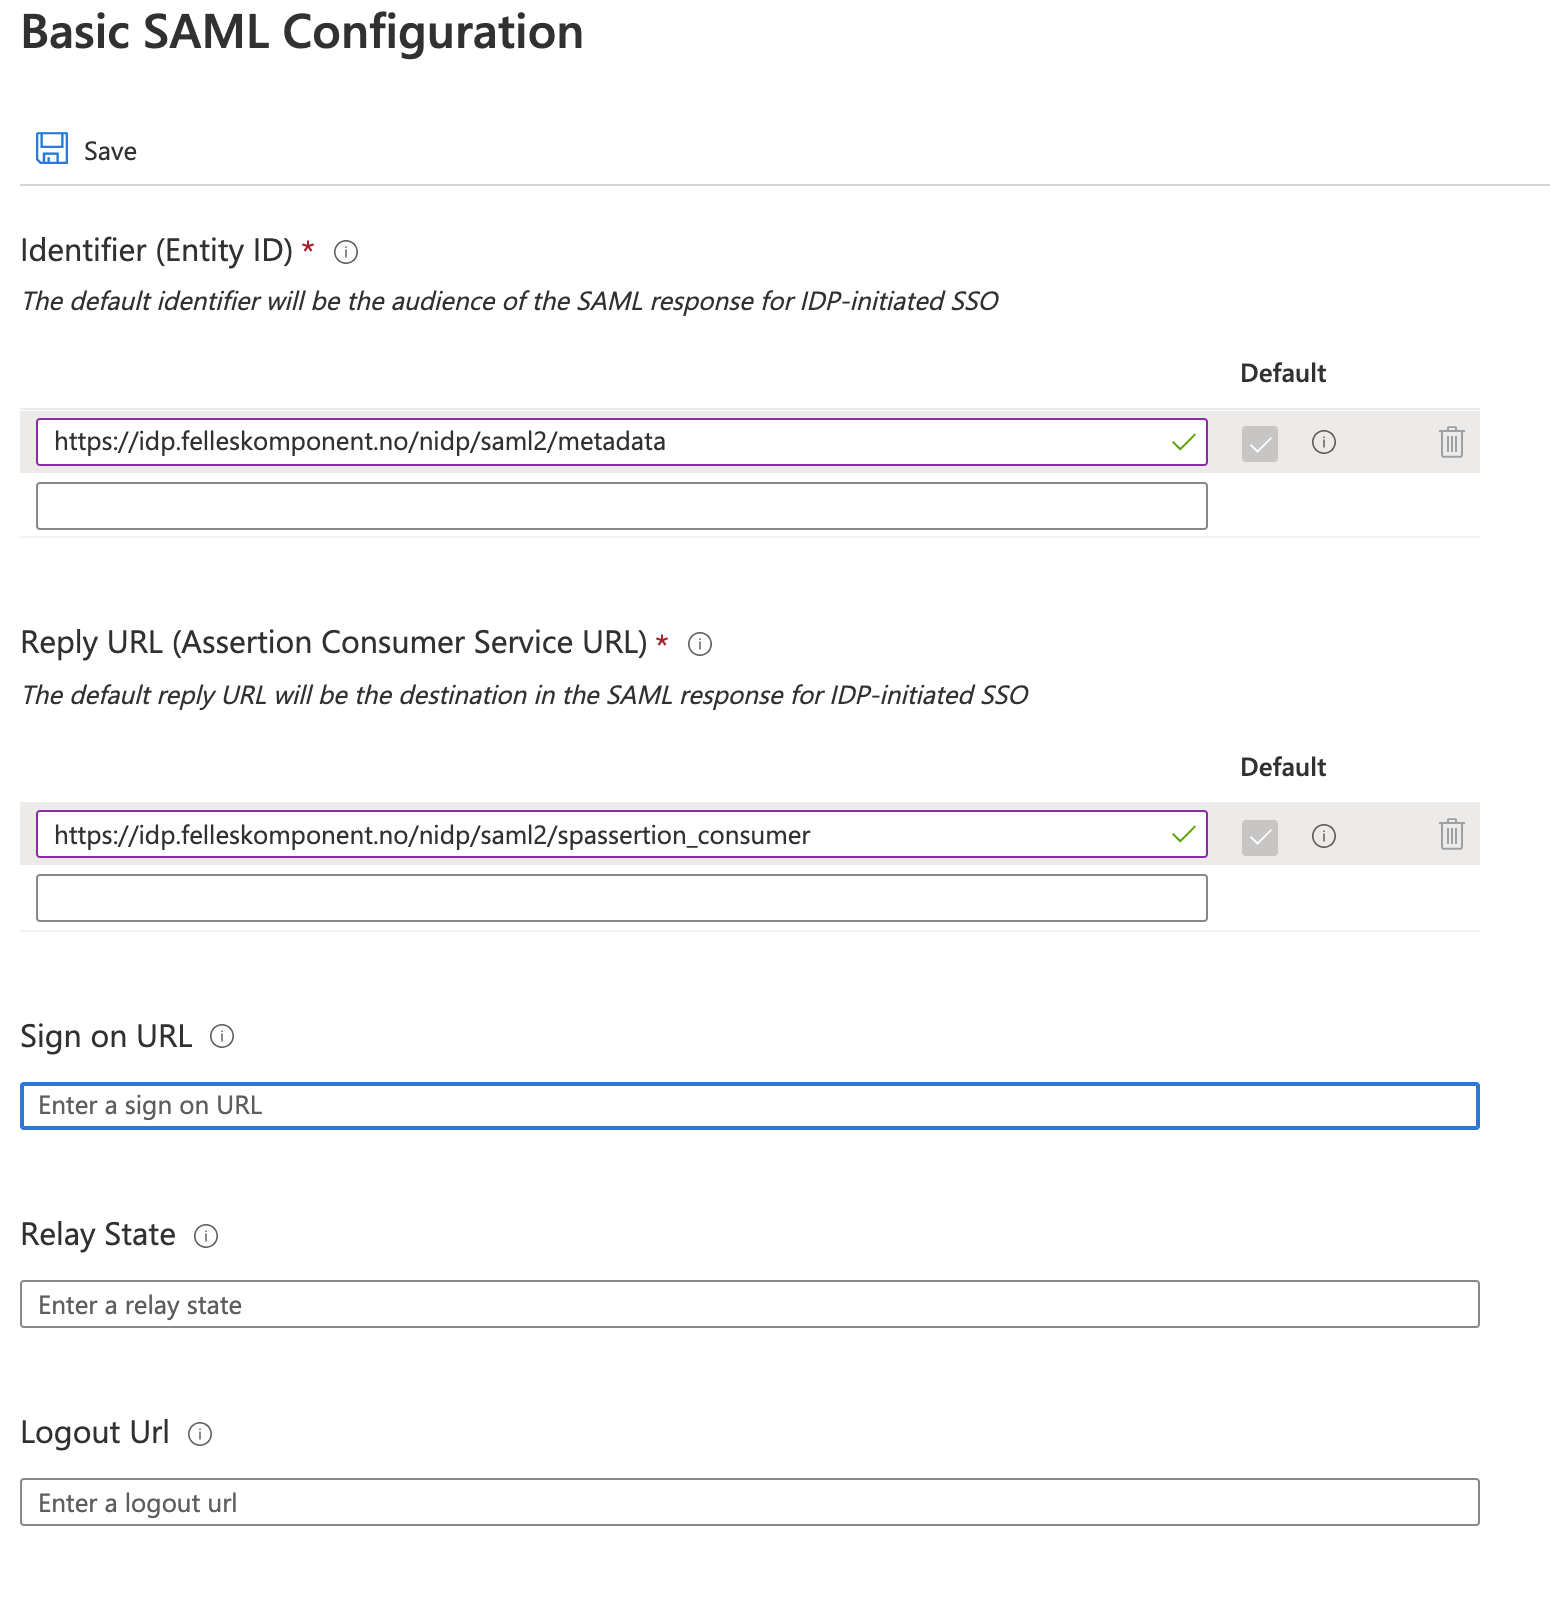 Basic SAML Configuration
Save
Identifier (Entity ID) *
The default identifier will be the audience of the SAML response for IDP-initiated SSO
Default
https://idp.felleskomponent.no/nidp/saml2/metadata
Reply URL (Assertion Consumer Service URL) *
The default reply URL will be the destination in the SAML response for IDP-initiated SSO
Default
https://idp.felleskomponent.no/nidp/saml2/spassertion_consumer
Sign on URL
Enter a sign on URL
Relay State
Enter a relay state
Logout Url
Enter a logout url